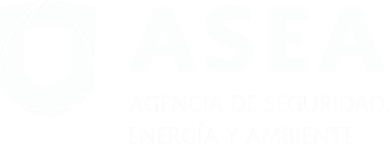 ASEA
AGENCIA DE SEGURIDAD,
ENERGÍA Y AMBIENTE